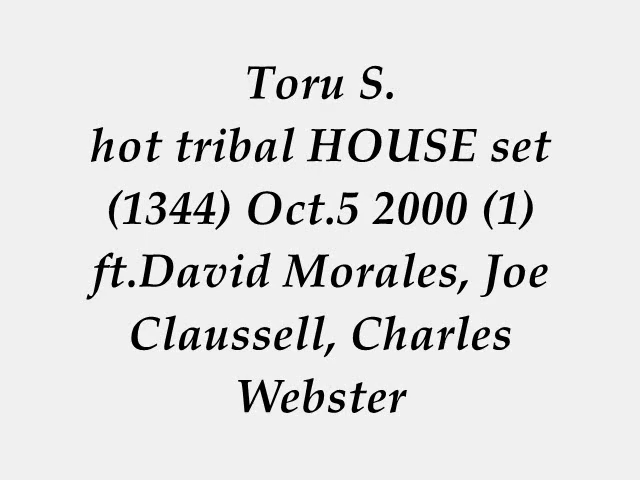 Toru S.
hot tribal HOUSE set
(1344) Oct.5 2000 (1)
ft.David Morales, Joe
Claussell, Charles
Webster